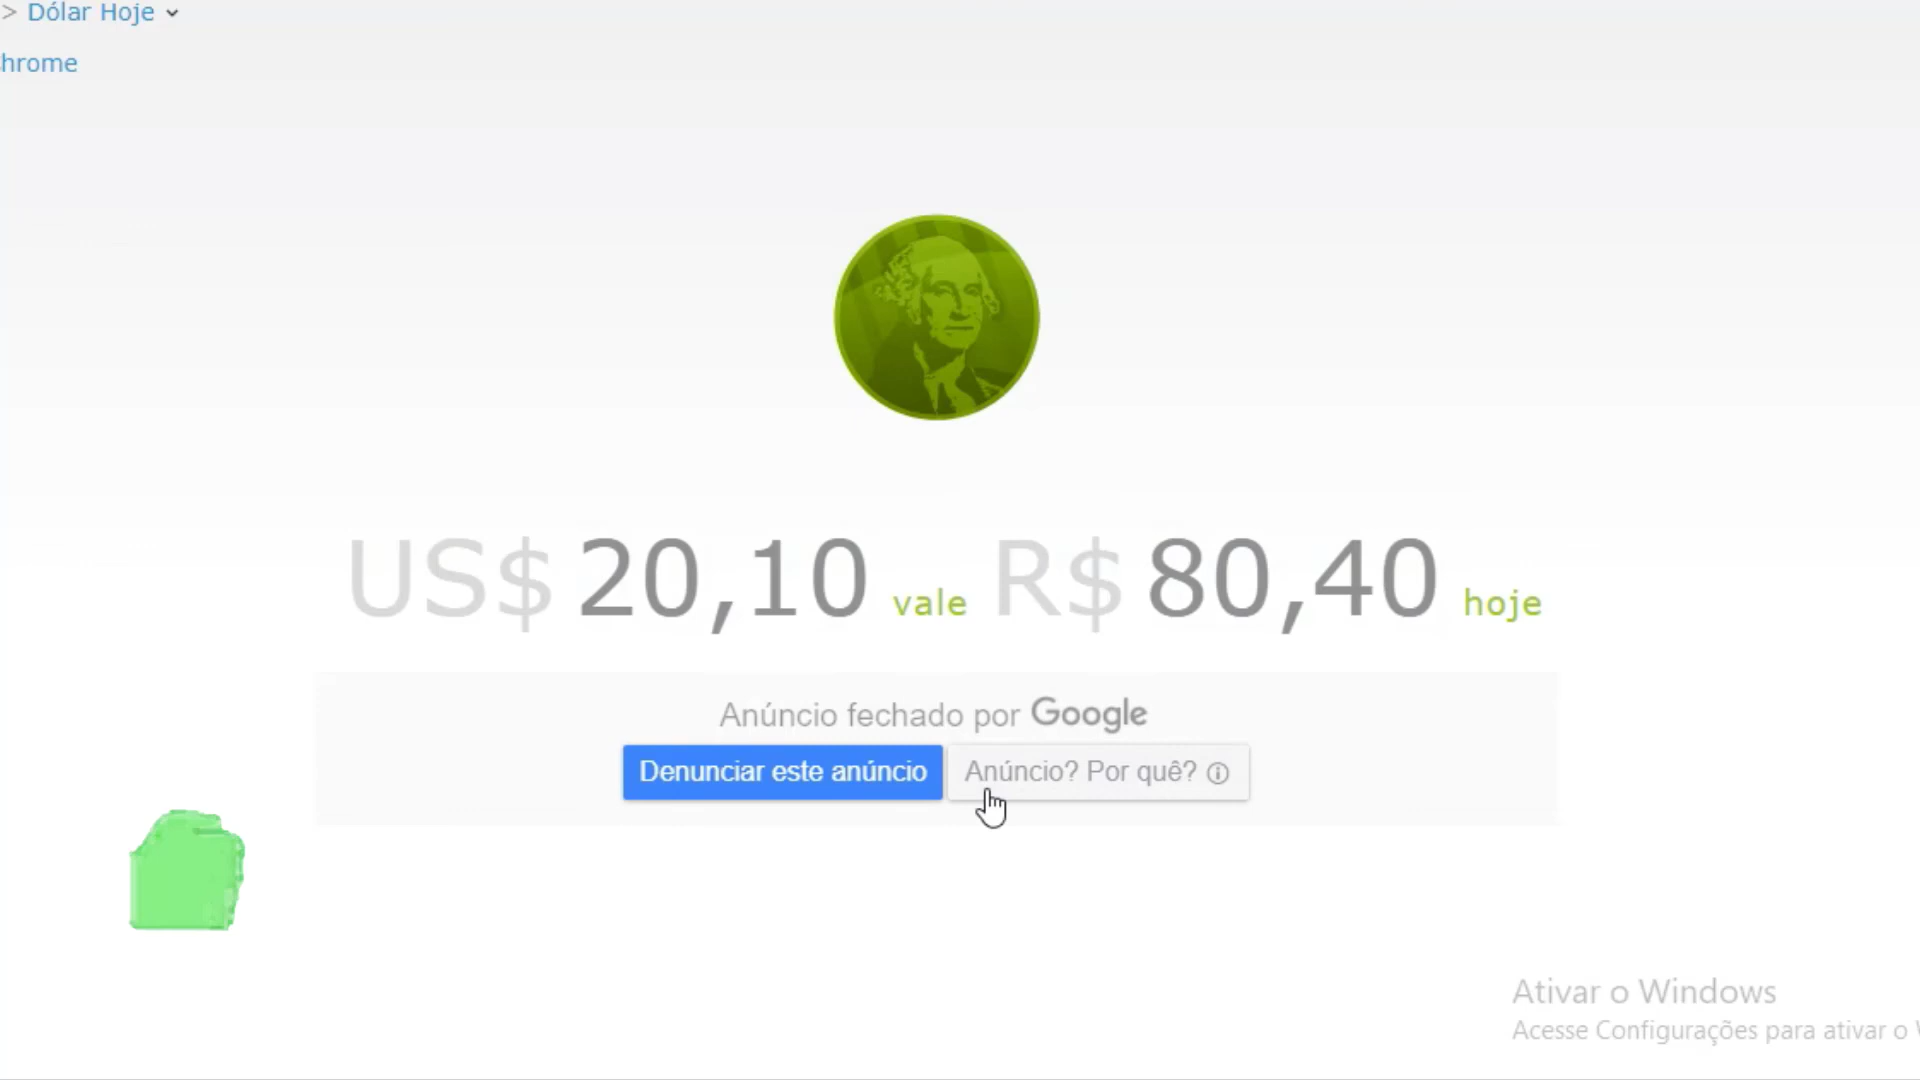 > Dólar Hoje
hrome
US$ 20,10 vale R$ 80,40 hoje
Anúncio fechado por Google
Denunciar este anúncio
Anúncio? Por quê?
Ativar o Windows
Acesse Configurações para ativar o